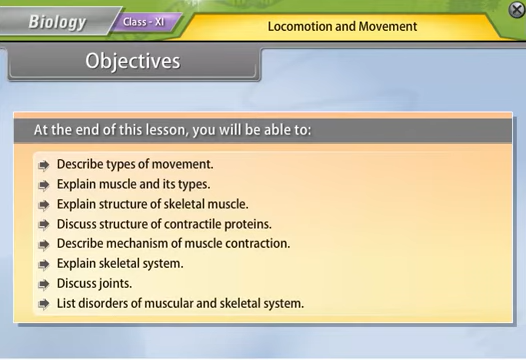 Biology
Class - XI
Locomotion and Movement
Objectives
At the end of this lesson, you will be able to:
Describe types of movement.
Explain muscle and its types.
Explain structure of skeletal muscle.
Discuss structure of contractile proteins.
Describe mechanism of muscle contraction.
Explain skeletal system.
Discuss joints.
List disorders of muscular and skeletal system.